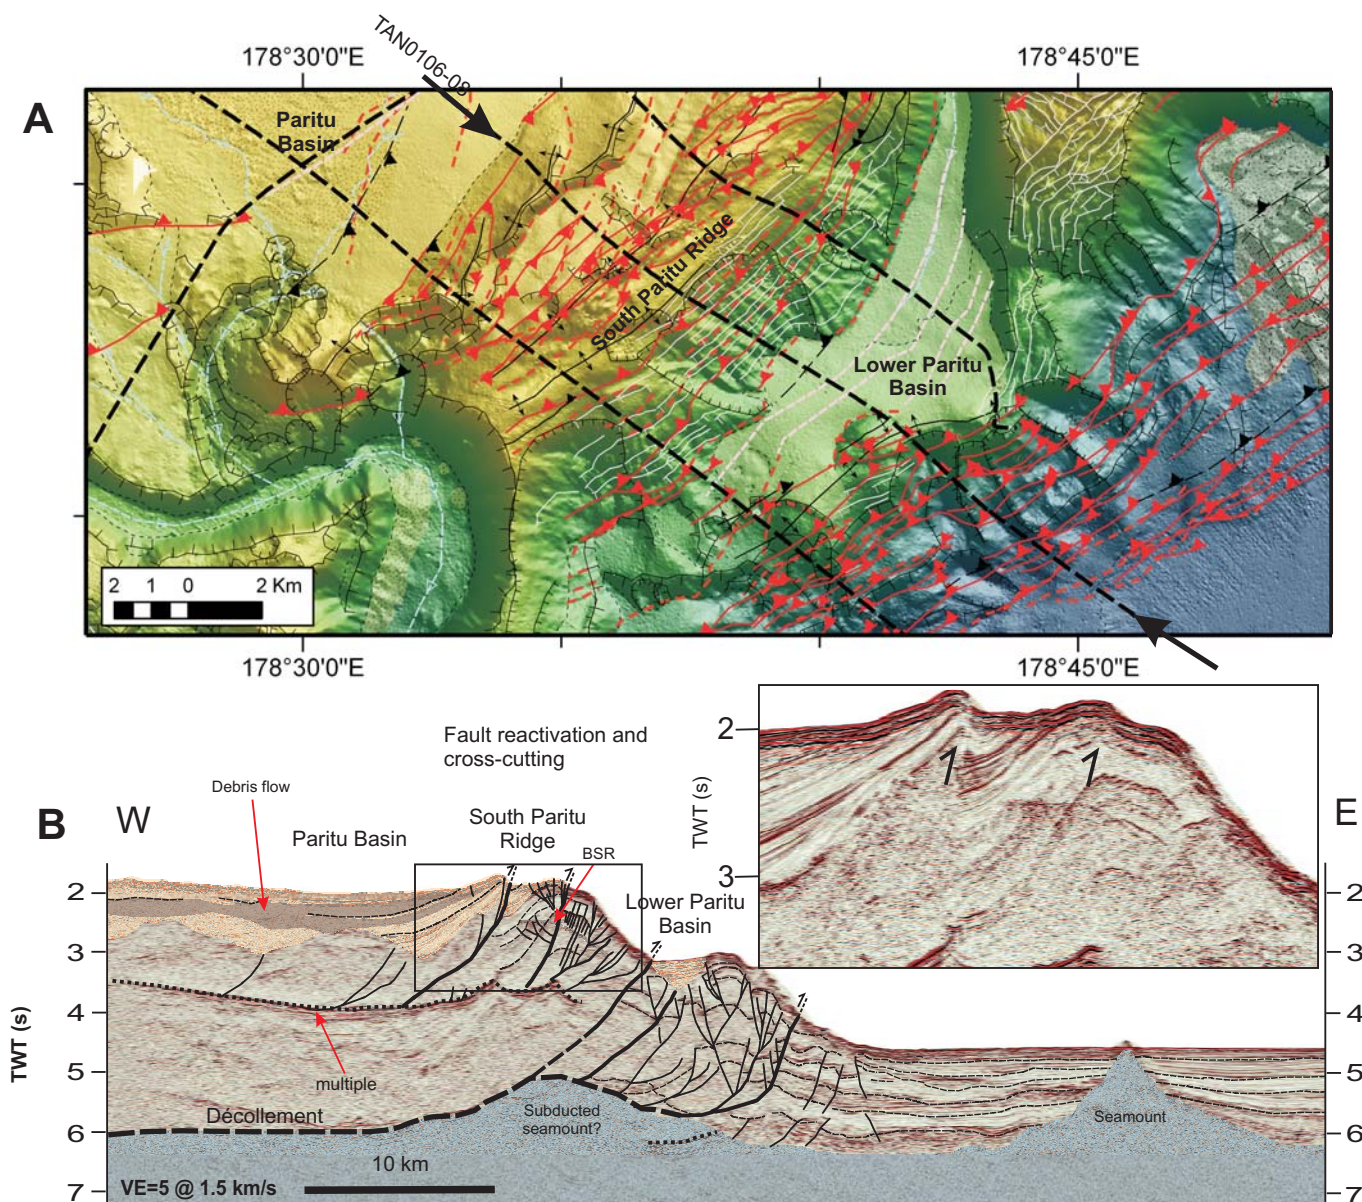 TAN0106-08
178°30'0"E
178°45'0"E
A
Paritu
Basin
South Paritu Ridge
Lower Paritu
Basin
2 1 0 2 Km
178°30'0"E
178°45'0"E
Fault reactivation and
cross-cutting
2
TWT (s)
3
Debris flow
B
W
Paritu Basin
South Paritu
Ridge
BSR
Lower Paritu
Basin
E
2
3
4
5
6
7
TWT (s)
multiple
Décollement
Subducted
seamount?
Seamount
10 km
VE=5 @ 1.5 km/s
2
3
4
5
6
7